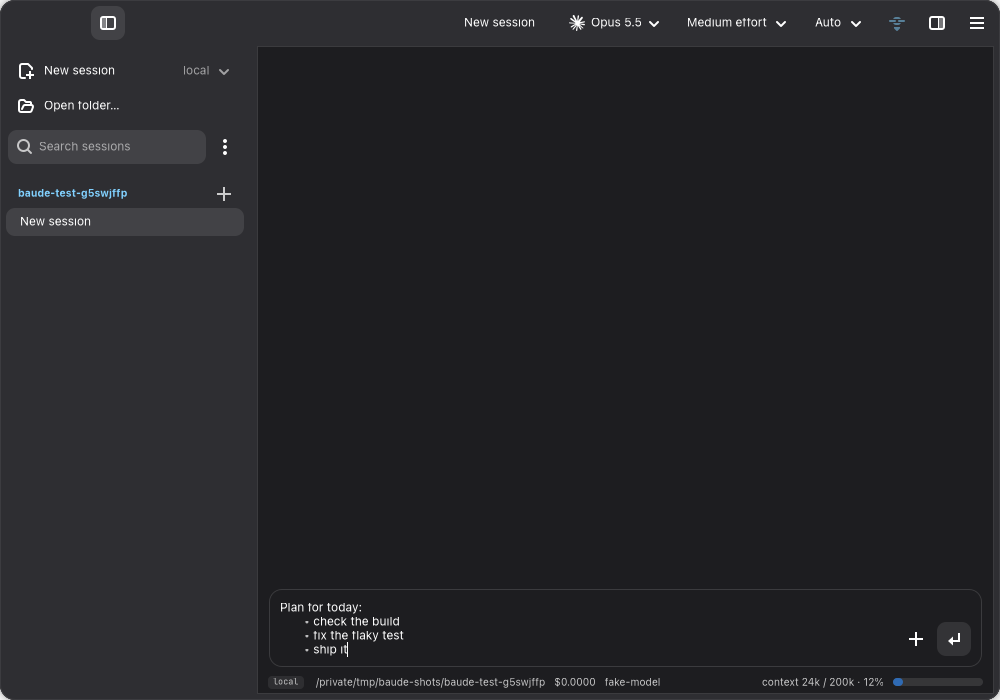 New session Opus 5.5 Medium effort Auto
New session local
Open folder...
Search sessions
baude-test-g5swjffp
New session
Plan for today:
- check the build
- fix the flaky test
- ship it
local /private/tmp/baude-shots/baude-test-g5swjffp $0.0000 fake-model context 24k / 200k · 12%